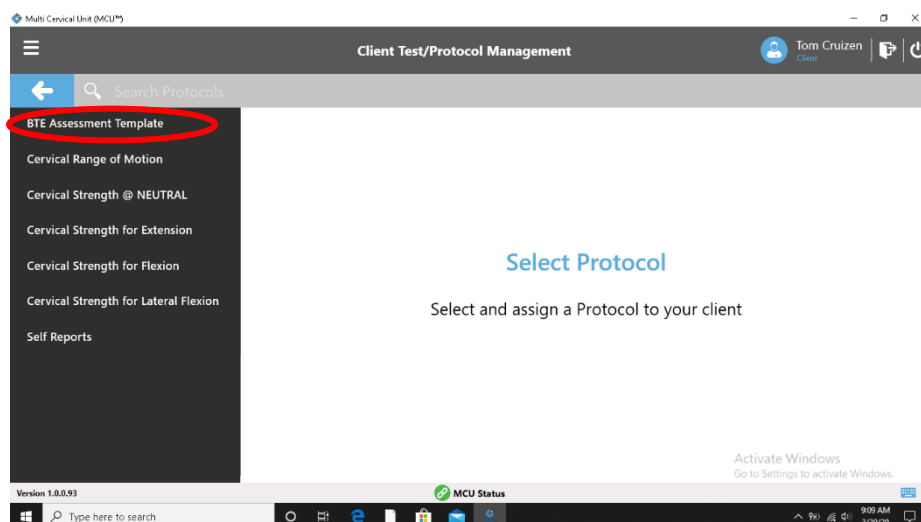 Multi Cervical Unit (MCU™)
Client Test/Protocol Management
Tom Cruizen
Client
Search Protocols
BTE Assessment Template
Cervical Range of Motion
Cervical Strength @ NEUTRAL
Cervical Strength for Extension
Cervical Strength for Flexion
Cervical Strength for Lateral Flexion
Self Reports
Select Protocol
Select and assign a Protocol to your client
Activate Windows
Go to Settings to activate Windows.
Version 1.0.0.93
MCU Status
Type here to search
9:09 AM